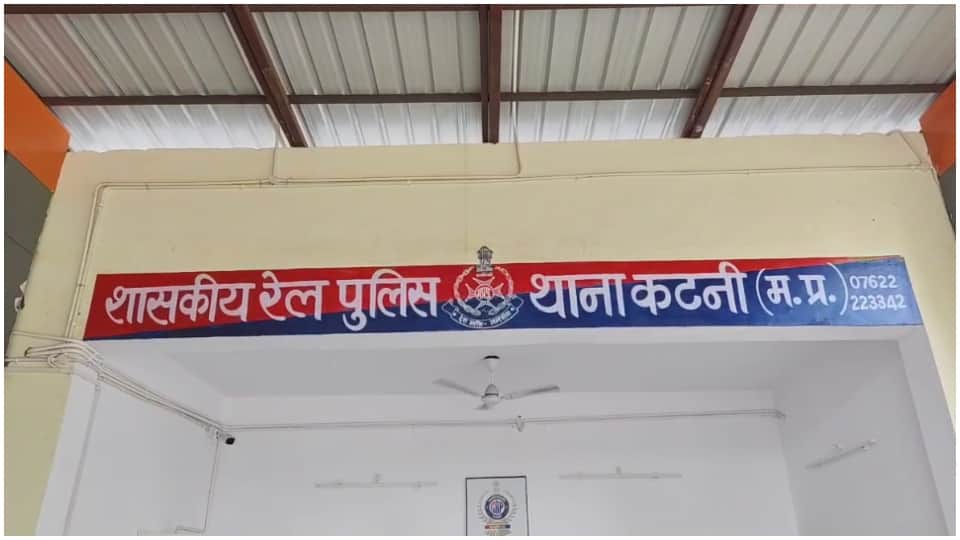 शासकीय रेल पुलिस थाना कटनी (म.प्र.) 07622
223342